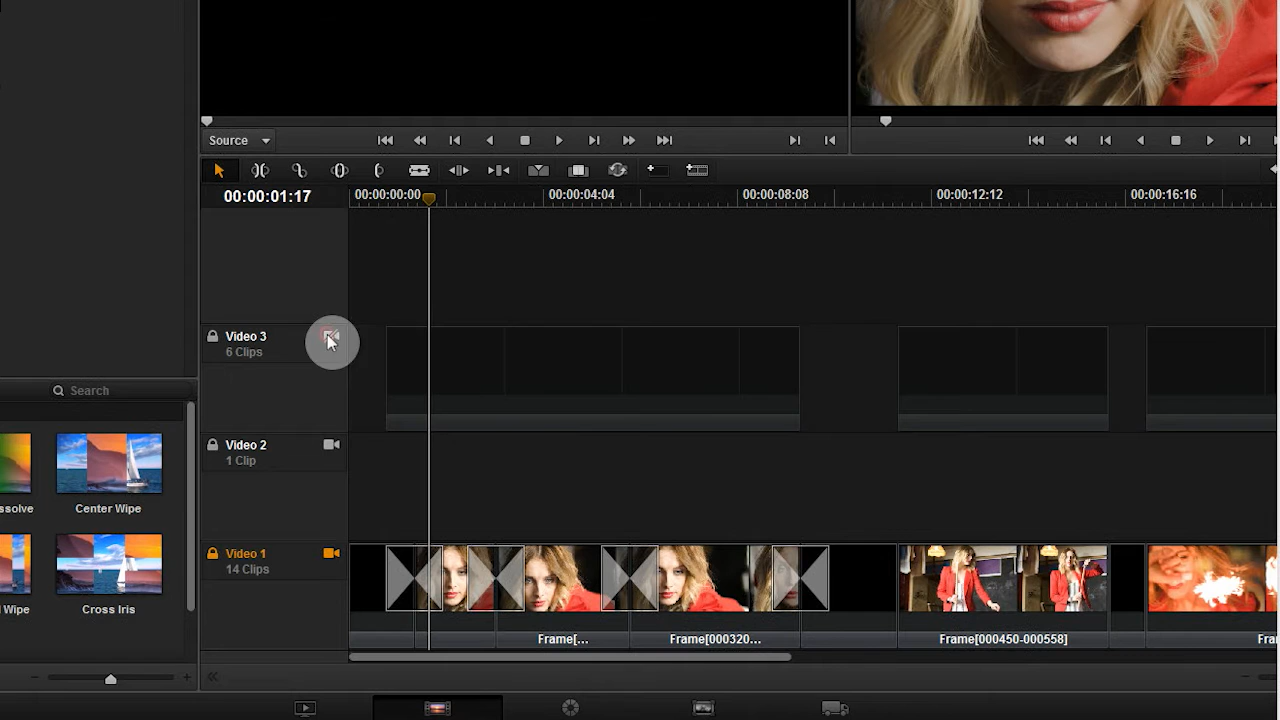 Source
00:00:01:17
00:00:00:00
00:00:04:04
00:00:08:08
00:00:12:12
00:00:16:16
Video 3
6 Clips
Search
Video 2
1 Clip
ssolve
Center Wipe
Video 1
14 Clips
Wipe
Cross Iris
Frame[...
Frame[000320...
Frame[000450-000558]
Fra